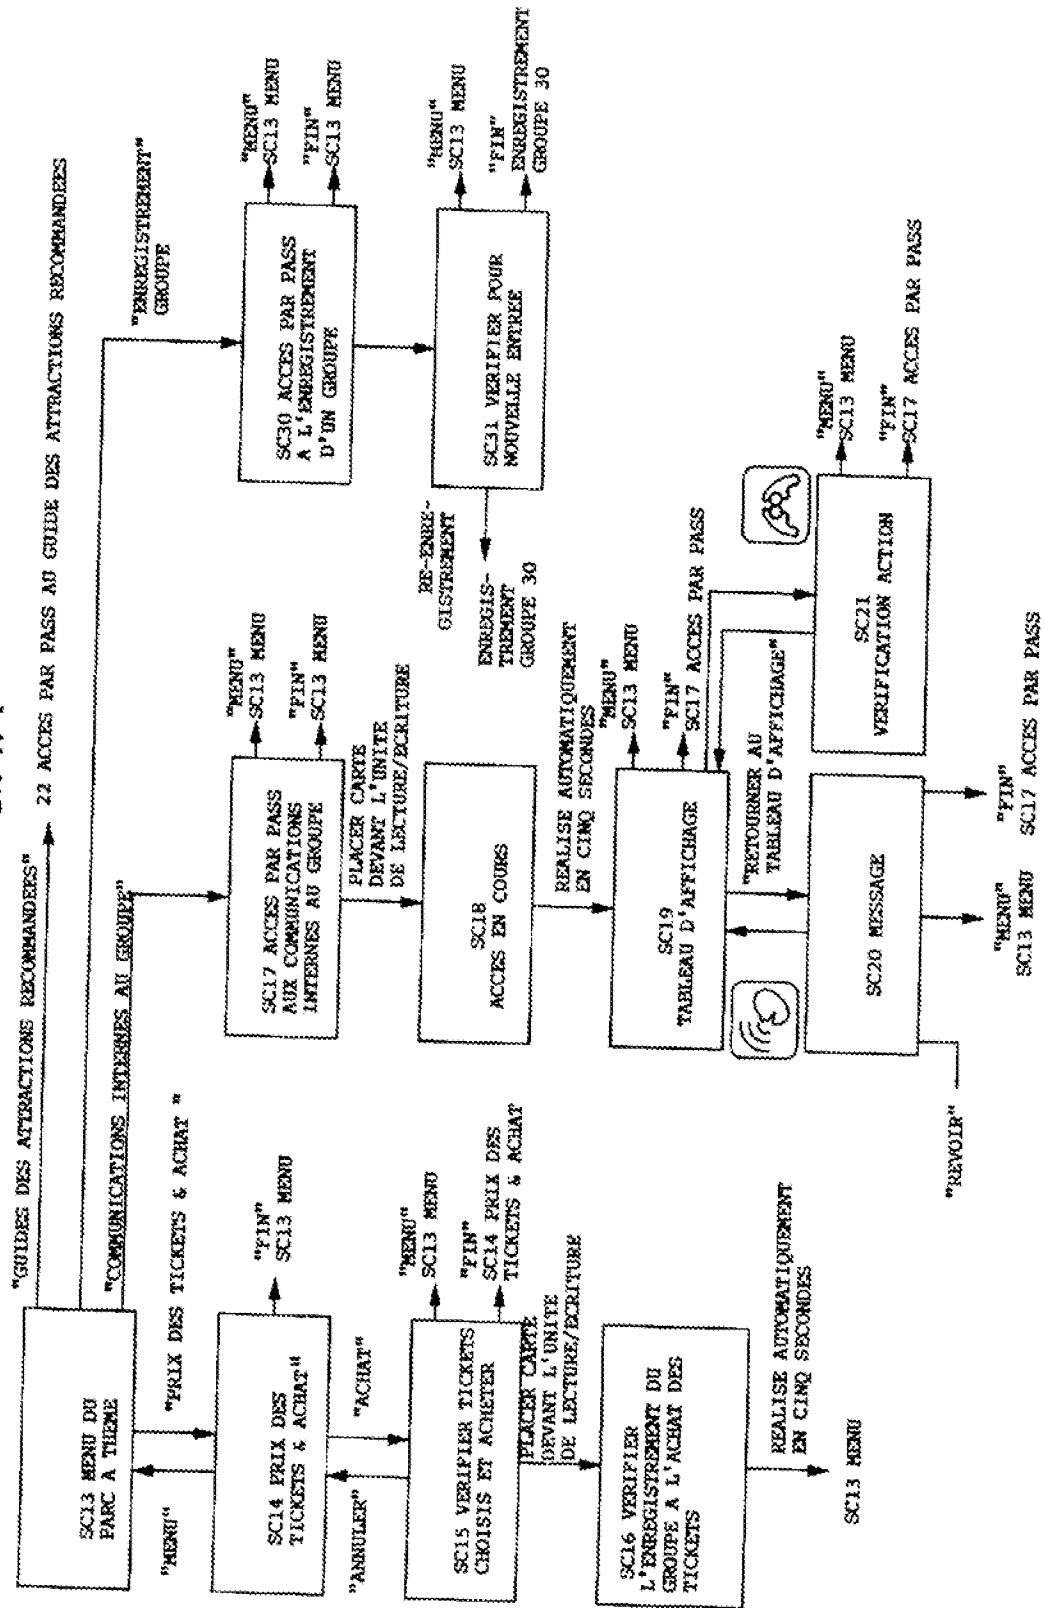 "GUIDES DES ATTRACTIONS RECOMMANDEES"
22 ACCES PAR PASS AU GUIDE DES ATTRACTIONS RECOMMANDEES
SC13 MENU DU
PARC A THEME
"COMMUNICATIONS INTERNES AU GROUPE"
"ENREGISTREMENT"
GROUPE
"MENU"
"PRIX DES TICKETS & ACHAT "
SC14 PRIX DES
TICKETS & ACHAT"
"FIN"
SC13 MENU
"ANNULER"
"ACHAT"
SC15 VERIFIER TICKETS
CHOISIS ET ACHETER
"MENU"
SC13 MENU
"FIN"
SC14 PRIX DES
TICKETS & ACHAT
PLACER CARTE
DEVANT L'UNITE
DE LECTURE/ECRITURE
SC16 VERIFIER
L'ENREGISTREMENT DU
GROUPE A L'ACHAT DES
TICKETS
REALISE AUTOMATIQUEMENT
EN CINQ SECONDES
SC13 MENU
SC17 ACCES PAR PASS
AUX COMMUNICATIONS
INTERNES AU GROUPE
"MENU"
SC13 MENU
"FIN"
SC13 MENU
PLACER CARTE
DEVANT L'UNITE
DE LECTURE/ECRITURE
SC18
ACCES EN COURS
REALISE AUTOMATIQUEMENT
EN CINQ SECONDES
SC19
TABLEAU D'AFFICHAGE
"MENU"
SC13 MENU
"FIN"
SC17 ACCES PAR PASS
"RETOURNER AU
TABLEAU D'AFFICHAGE"
SC20 MESSAGE
"REVOIR"
"MENU"
SC13 MENU
"FIN"
SC17 ACCES PAR PASS
SC21
VERIFICATION ACTION
"MENU"
SC13 MENU
"FIN"
SC17 ACCES PAR PASS
SC30 ACCES PAR PASS
A L'ENREGISTREMENT
D'UN GROUPE
"MENU"
SC13 MENU
"FIN"
SC13 MENU
SC31 VERIFIER POUR
NOUVELLE ENTREE
"MENU"
SC13 MENU
"FIN"
ENREGISTREMENT
GROUPE 30
RE-ENRE-
GISTREMENT
ENREGIS-
TREMENT
GROUPE 30